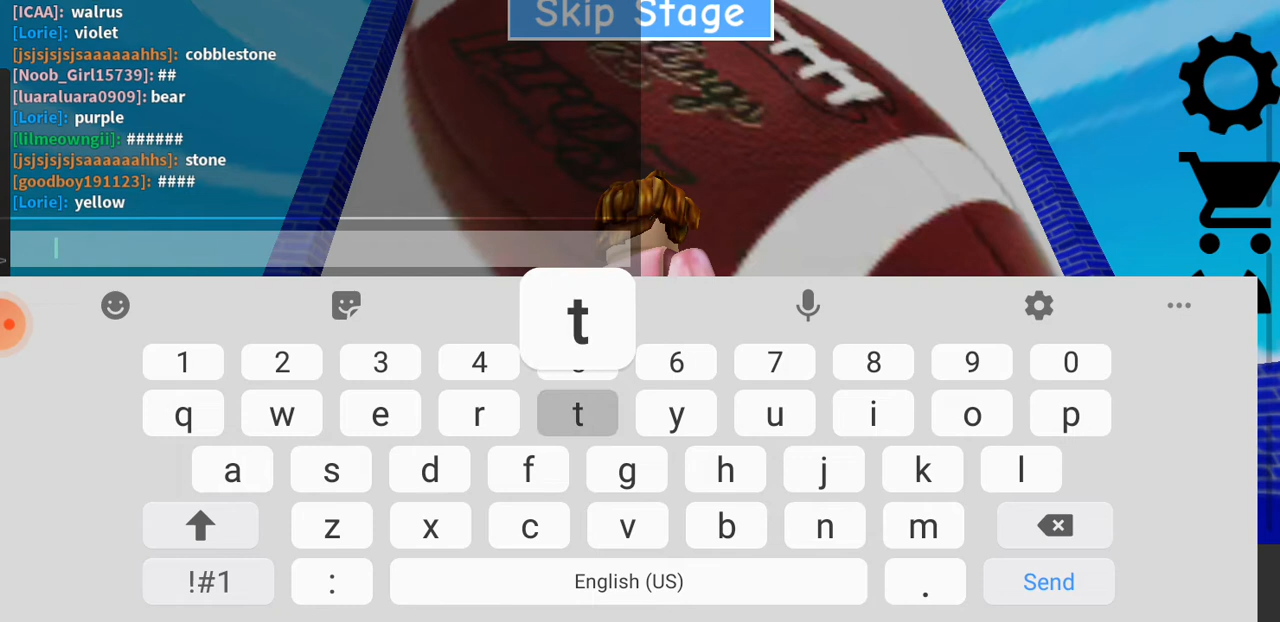 [ICAA]: walrus
Skip Stage
[Lorie]: violet
[jsjsjsjsjsaaaaaahhs]: cobblestone
[Noob_Girl15739]: ##
[luaraluara0909]: bear
[Lorie]: purple
[lilmeowngii]: ######
[jsjsjsjsjsaaaaaahhs]: stone
[goodboy191123]: ####
[Lorie]: yellow
t
1 2 3 4 6 7 8 9 0
q w e r t y u i o p
a s d f g h j k l
z x c v b n m
!#1 : English (US) . Send